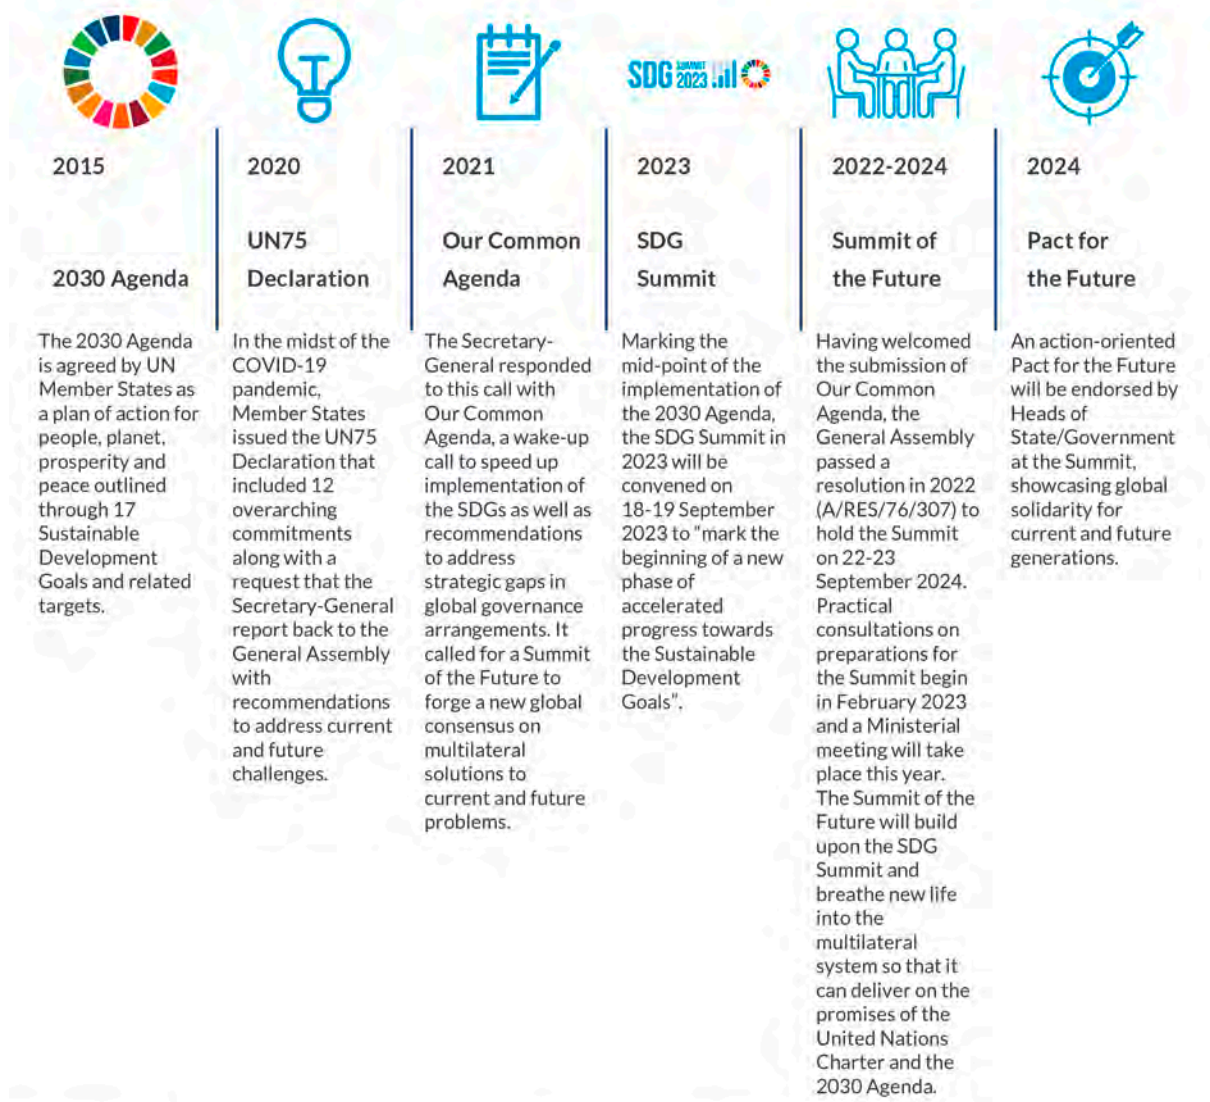 SDG SUMMIT 2023
2015
2030 Agenda
The 2030 Agenda
is agreed by UN
Member States as
a plan of action for
people, planet,
prosperity and
peace outlined
through 17
Sustainable
Development
Goals and related
targets.
2020
UN75
Declaration
In the midst of the
COVID-19
pandemic,
Member States
issued the UN75
Declaration that
included 12
overarching
commitments
along with a
request that the
Secretary-General
report back to the
General Assembly
with
recommendations
to address current
and future
challenges.
2021
Our Common
Agenda
The Secretary-
General responded
to this call with
Our Common
Agenda, a wake-up
call to speed up
implementation of
the SDGs as well as
recommendations
to address
strategic gaps in
global governance
arrangements. It
called for a Summit
of the Future to
forge a new global
consensus on
multilateral
solutions to
current and future
problems.
2023
SDG
Summit
Marking the
mid-point of the
implementation of
the 2030 Agenda,
the SDG Summit in
2023 will be
convened on
18-19 September
2023 to "mark the
beginning of a new
phase of
accelerated
progress towards
the Sustainable
Development
Goals".
2022-2024
Summit of
the Future
Having welcomed
the submission of
Our Common
Agenda, the
General Assembly
passed a
resolution in 2022
(A/RES/76/307) to
hold the Summit
on 22-23
September 2024.
Practical
consultations on
preparations for
the Summit begin
in February 2023
and a Ministerial
meeting will take
place this year.
The Summit of the
Future will build
upon the SDG
Summit and
breathe new life
into the
multilateral
system so that it
can deliver on the
promises of the
United Nations
Charter and the
2030 Agenda.
2024
Pact for
the Future
An action-oriented
Pact for the Future
will be endorsed by
Heads of
State/Government
at the Summit,
showcasing global
solidarity for
current and future
generations.